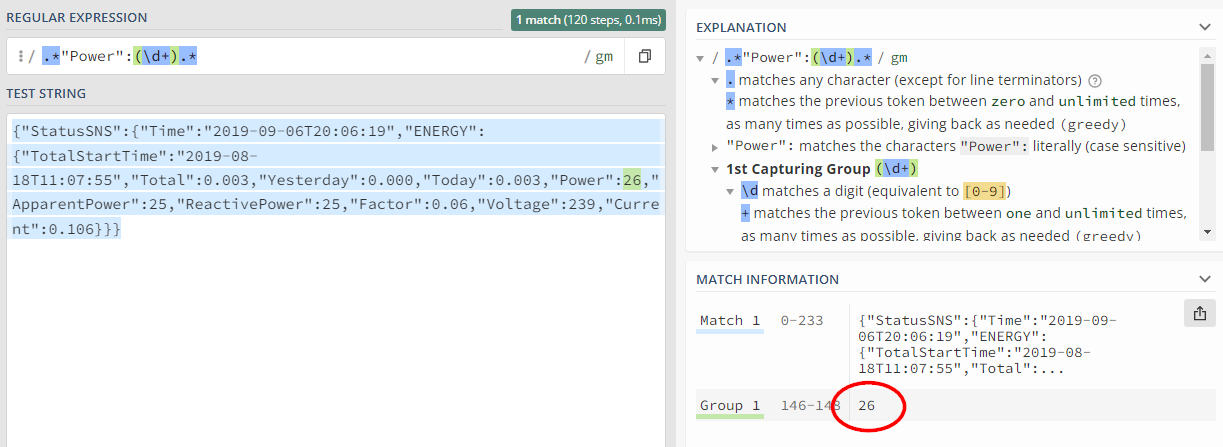 REGULAR EXPRESSION
1 match (120 steps, 0.1ms)
/ .*"Power":(\d+).*
/ gm
TEST STRING
{"StatusSNS":{"Time":"2019-09-06T20:06:19","ENERGY":
{"TotalStartTime":"2019-08-
18T11:07:55","Total":0.003,"Yesterday":0.000,"Today":0.003,"Power":26,"
ApparentPower":25,"ReactivePower":25,"Factor":0.06,"Voltage":239,"Curre
nt":0.106}}}
EXPLANATION
/ .*"Power":(\d+).* / gm
. matches any character (except for line terminators) ?
* matches the previous token between zero and unlimited times,
as many times as possible, giving back as needed (greedy)
"Power": matches the characters "Power": literally (case sensitive)
1st Capturing Group (\d+)
\d matches a digit (equivalent to [0-9])
+ matches the previous token between one and unlimited times,
as many times as possible, giving back as needed (greedy)
MATCH INFORMATION
Match 1 0-233 {"StatusSNS":{"Time":"2019-09-
06T20:06:19","ENERGY":
{"TotalStartTime":"2019-08-
18T11:07:55","Total":...
Group 1 146-148 26